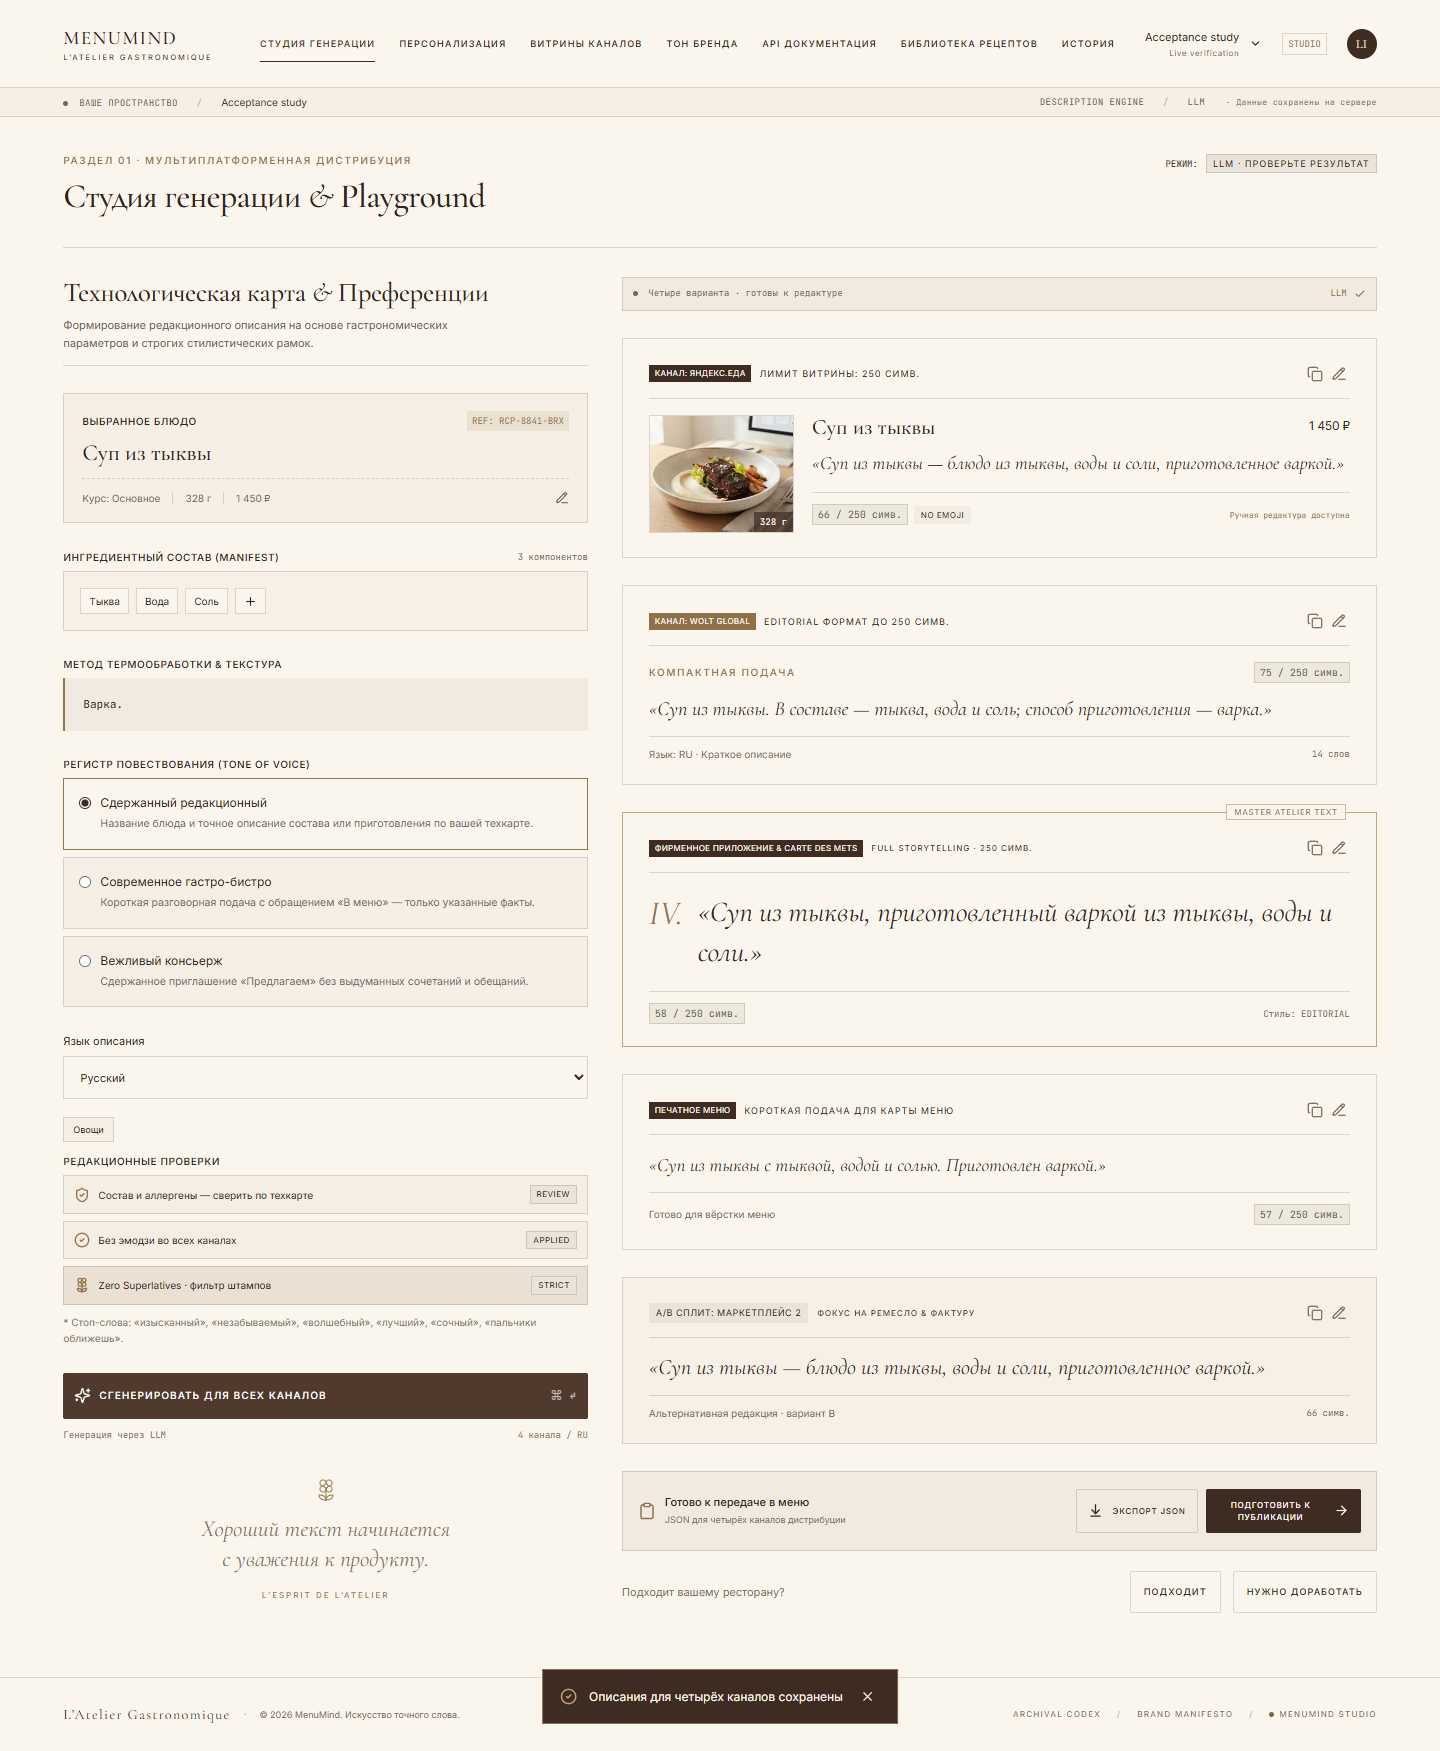 MENUMIND
L'ATELIER GASTRONOMIQUE
СТУДИЯ ГЕНЕРАЦИИ
ПЕРСОНАЛИЗАЦИЯ
ВИТРИНЫ КАНАЛОВ
ТОН БРЕНДА
API ДОКУМЕНТАЦИЯ
БИБЛИОТЕКА РЕЦЕПТОВ
ИСТОРИЯ
Acceptance study
Live verification
STUDIO
LI
ВАШЕ ПРОСТРАНСТВО / Acceptance study
DESCRIPTION ENGINE / LLM · Данные сохранены на сервере
РАЗДЕЛ 01 · МУЛЬТИПЛАТФОРМЕННАЯ ДИСТРИБУЦИЯ
Студия генерации & Playground
РЕЖИМ: LLM · ПРОВЕРЬТЕ РЕЗУЛЬТАТ
Технологическая карта & Преференции
Формирование редакционного описания на основе гастрономических
параметров и строгих стилистических рамок.
ВЫБРАННОЕ БЛЮДО
REF: RCP-8841-BRX
Суп из тыквы
Курс: Основное
328 г
1 450 ₽
ИНГРЕДИЕНТНЫЙ СОСТАВ (MANIFEST)
3 компонентов
Тыква
Вода
Соль
+
МЕТОД ТЕРМООБРАБОТКИ & ТЕКСТУРА
Варка.
РЕГИСТР ПОВЕСТВОВАНИЯ (TONE OF VOICE)
Сдержанный редакционный
Название блюда и точное описание состава или приготовления по вашей техкарте.
Современное гастро-бистро
Короткая разговорная подача с обращением «В меню» — только указанные факты.
Вежливый консьерж
Сдержанное приглашение «Предлагаем» без выдуманных сочетаний и обещаний.
Язык описания
Русский
Овощи
РЕДАКЦИОННЫЕ ПРОВЕРКИ
Состав и аллергены — сверить по техкарте
REVIEW
Без эмодзи во всех каналах
APPLIED
Zero Superlatives · фильтр штампов
STRICT
* Стоп-слова: «изысканный», «незабываемый», «волшебный», «лучший», «сочный», «пальчики
оближешь».
СГЕНЕРИРОВАТЬ ДЛЯ ВСЕХ КАНАЛОВ
⌘ ↵
Генерация через LLM
4 канала / RU
Хороший текст начинается
с уважения к продукту.
L'ESPRIT DE L'ATELIER
Четыре варианта · готовы к редактуре
LLM
КАНАЛ: ЯНДЕКС.ЕДА
ЛИМИТ ВИТРИНЫ: 250 СИМВ.
328 г
Суп из тыквы
1 450 ₽
«Суп из тыквы — блюдо из тыквы, воды и соли, приготовленное варкой.»
66 / 250 симв.
NO EMOJI
Ручная редактура доступна
КАНАЛ: WOLT GLOBAL
EDITORIAL ФОРМАТ ДО 250 СИМВ.
КОМПАКТНАЯ ПОДАЧА
75 / 250 симв.
«Суп из тыквы. В составе — тыква, вода и соль; способ приготовления — варка.»
Язык: RU · Краткое описание
14 слов
MASTER ATELIER TEXT
ФИРМЕННОЕ ПРИЛОЖЕНИЕ & CARTE DES METS
FULL STORYTELLING · 250 СИМВ.
IV. «Суп из тыквы, приготовленный варкой из тыквы, воды и
соли.»
58 / 250 симв.
Стиль: EDITORIAL
ПЕЧАТНОЕ МЕНЮ
КОРОТКАЯ ПОДАЧА ДЛЯ КАРТЫ МЕНЮ
«Суп из тыквы с тыквой, водой и солью. Приготовлен варкой.»
Готово для вёрстки меню
57 / 250 симв.
A/B СПЛИТ: МАРКЕТПЛЕЙС 2
ФОКУС НА РЕМЕСЛО & ФАКТУРУ
«Суп из тыквы — блюдо из тыквы, воды и соли, приготовленное варкой.»
Альтернативная редакция · вариант B
66 симв.
Готово к передаче в меню
JSON для четырёх каналов дистрибуции
ЭКСПОРТ JSON
ПОДГОТОВИТЬ К
ПУБЛИКАЦИИ
Подходит вашему ресторану?
ПОДХОДИТ
НУЖНО ДОРАБОТАТЬ
Описания для четырёх каналов сохранены
L'Atelier Gastronomique · © 2026 MenuMind. Искусство точного слова.
ARCHIVAL CODEX / BRAND MANIFESTO / MENUMIND STUDIO